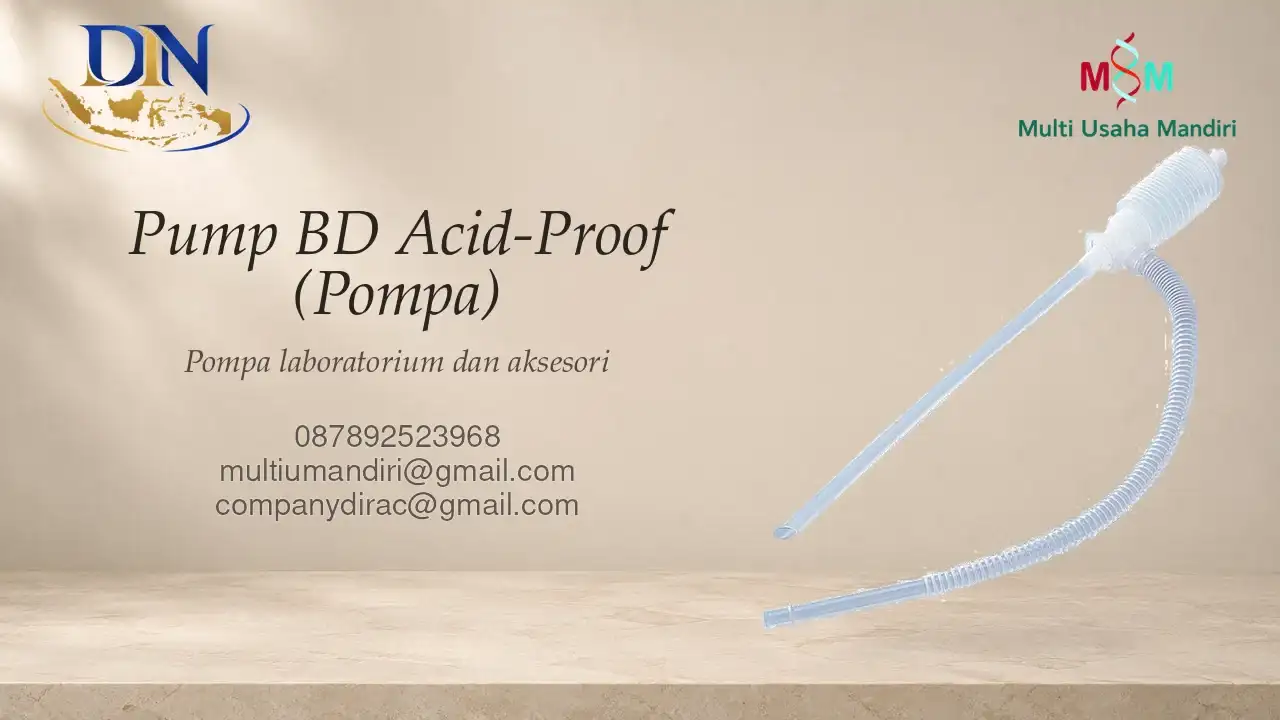 DN
M M
Multi Usaha Mandiri
Pump BD Acid-Proof
(Pompa)
Pompa laboratorium dan aksesori
087892523968
multiumandiri@gmail.com
companydirac@gmail.com